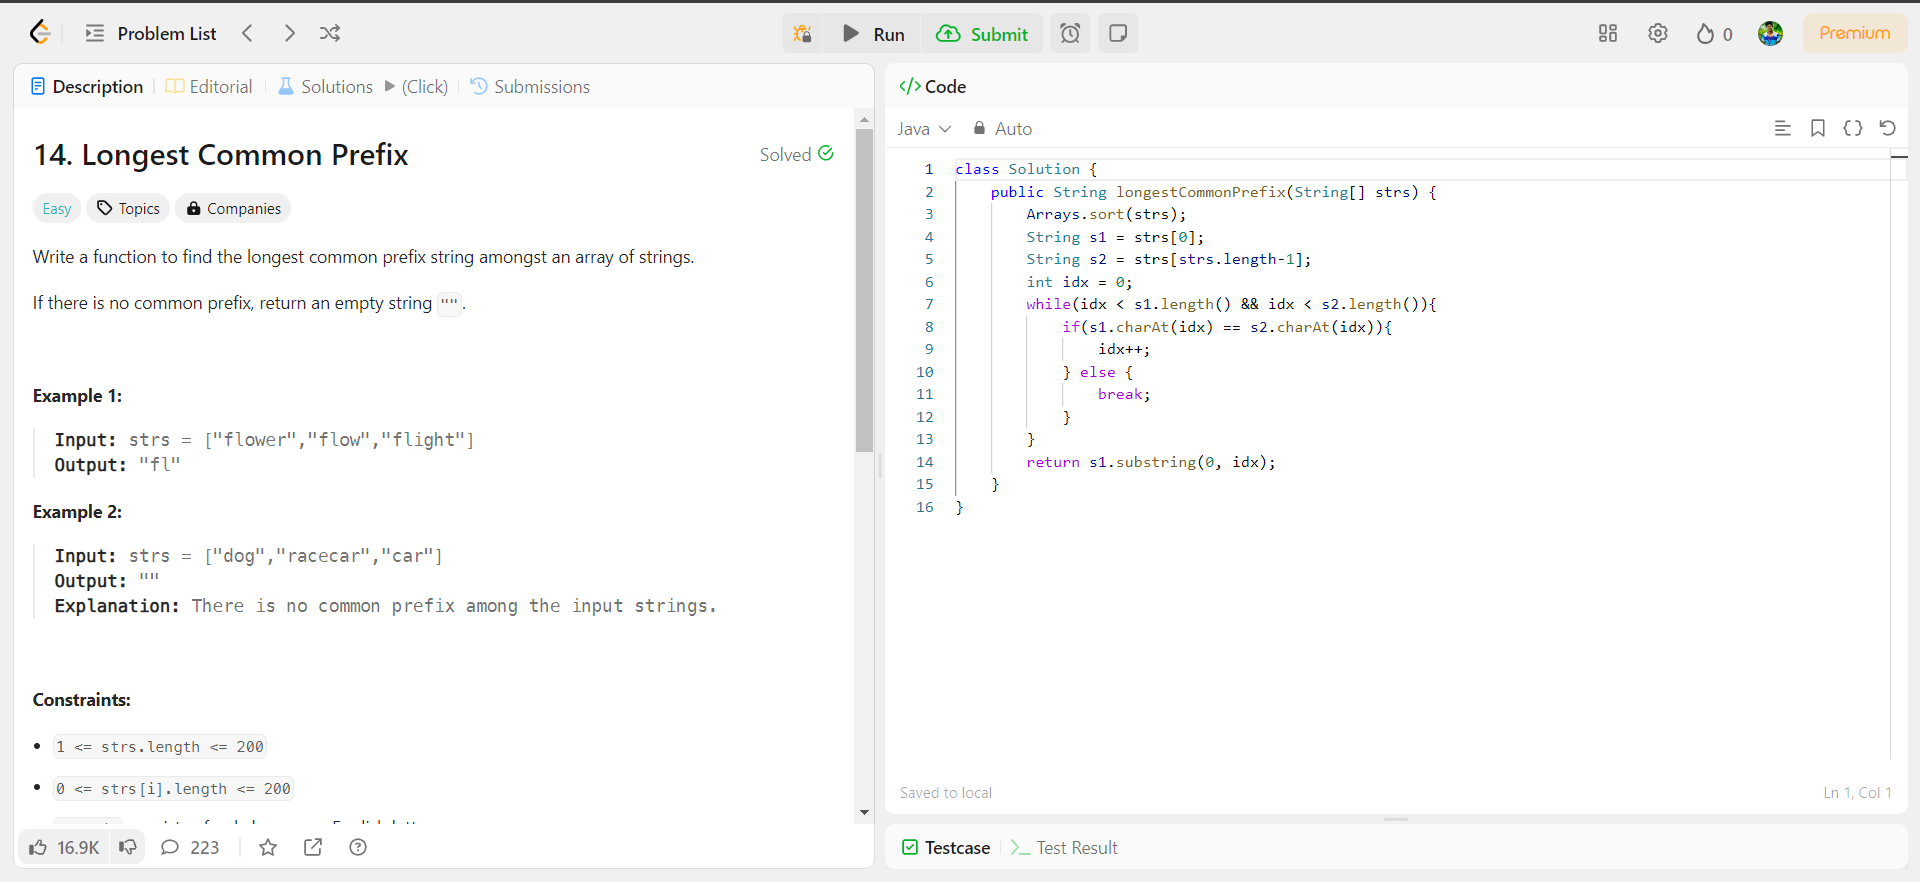 Problem List
Run
Submit
0
Premium
Description
Editorial
Solutions
(Click)
Submissions
14. Longest Common Prefix
Solved
Easy
Topics
Companies
Write a function to find the longest common prefix string amongst an array of strings.
If there is no common prefix, return an empty string "".
Example 1:
Input: strs = ["flower","flow","flight"]
Output: "fl"
Example 2:
Input: strs = ["dog","racecar","car"]
Output: ""
Explanation: There is no common prefix among the input strings.
Constraints:
1 <= strs.length <= 200
0 <= strs[i].length <= 200
16.9K
223
</> Code
Java
Auto
1 class Solution {
2 public String longestCommonPrefix(String[] strs) {
3 Arrays.sort(strs);
4 String s1 = strs[0];
5 String s2 = strs[strs.length-1];
6 int idx = 0;
7 while(idx < s1.length() && idx < s2.length()){
8 if(s1.charAt(idx) == s2.charAt(idx)){
9 idx++;
10 } else {
11 break;
12 }
13 }
14 return s1.substring(0, idx);
15 }
16 }
Saved to local
Ln 1, Col 1
Testcase
Test Result